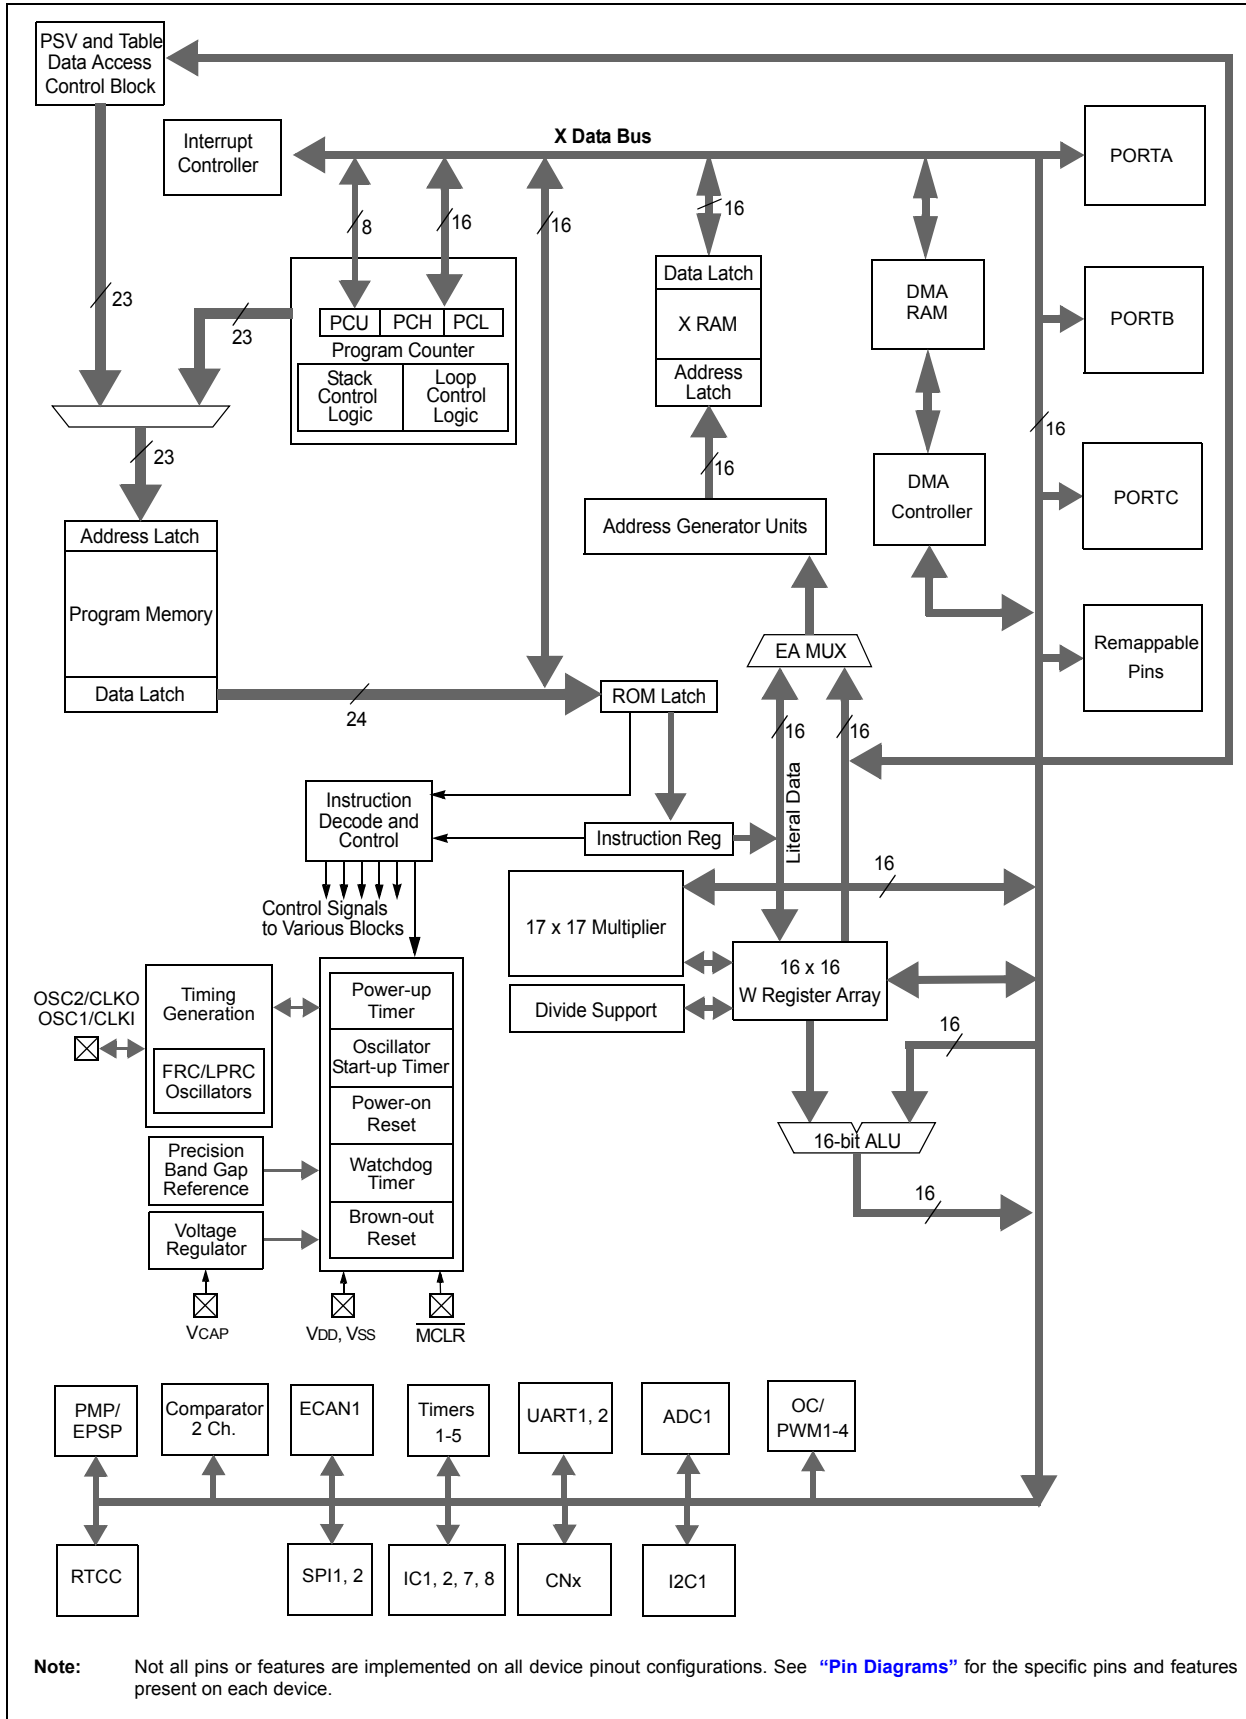 PSV and Table
Data Access
Control Block
Interrupt
Controller
X Data Bus
PORTA
8
16
16
16
23
23
Data Latch
X RAM
Address
Latch
DMA
RAM
PORTB
PCU
PCH
PCL
Program Counter
Stack
Control
Logic
Loop
Control
Logic
16
23
16
DMA
Controller
PORTC
Address Latch
Program Memory
Data Latch
Address Generator Units
EA MUX
Remappable
Pins
24
ROM Latch
16
16
Literal Data
Instruction
Decode and
Control
Instruction Reg
Control Signals
to Various Blocks
16
17 x 17 Multiplier
16 x 16
W Register Array
Divide Support
OSC2/CLKO
OSC1/CLKI
Timing
Generation
FRC/LPRC
Oscillators
Power-up
Timer
Oscillator
Start-up Timer
Power-on
Reset
Watchdog
Timer
Brown-out
Reset
16
16-bit ALU
16
Precision
Band Gap
Reference
Voltage
Regulator
VCAP
VDD, VSS
MCLR
PMP/
EPSP
Comparator
2 Ch.
ECAN1
Timers
1-5
UART1, 2
ADC1
OC/
PWM1-4
RTCC
SPI1, 2
IC1, 2, 7, 8
CNx
I2C1
Note: Not all pins or features are implemented on all device pinout configurations. See “Pin Diagrams” for the specific pins and features
present on each device.